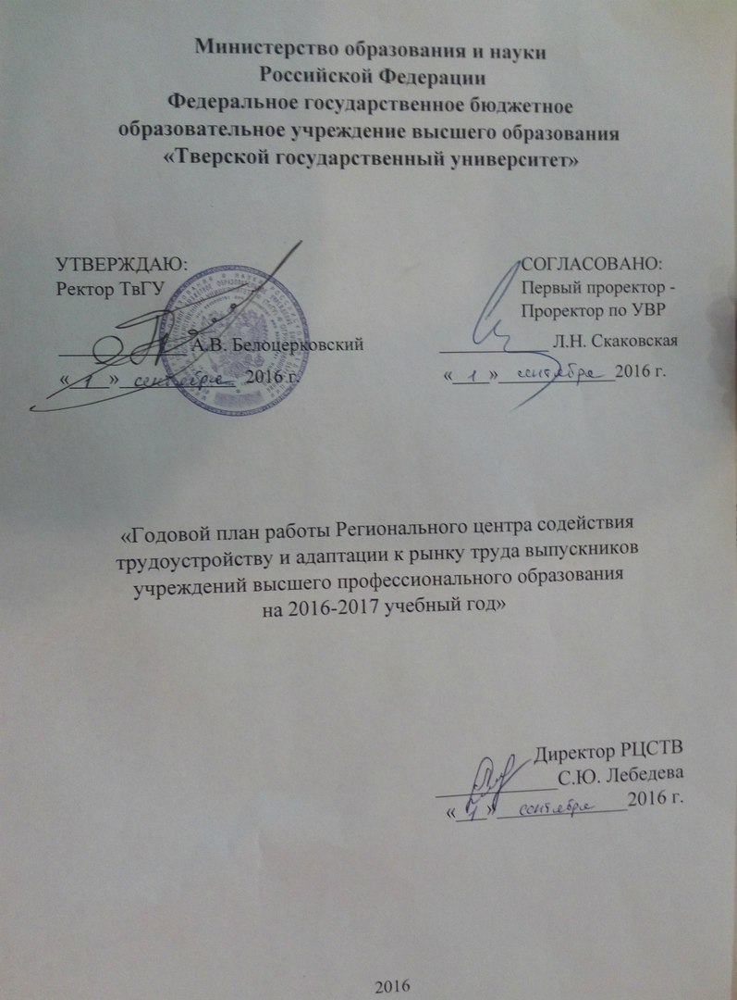 Министерство образования и науки
Российской Федерации
Федеральное государственное бюджетное
образовательное учреждение высшего образования
«Тверской государственный университет»
УТВЕРЖДАЮ:
Ректор ТвГУ
А.В. Белоцерковский
«1» сентября 2016 г.
СОГЛАСОВАНО:
Первый проректор -
Проректор по УВР
Л.Н. Скаковская
«1» сентября 2016 г.
«Годовой план работы Регионального центра содействия
трудоустройству и адаптации к рынку труда выпускников
учреждений высшего профессионального образования
на 2016-2017 учебный год»
Директор РЦСТВ
С.Ю. Лебедева
«1» сентября 2016 г.
2016